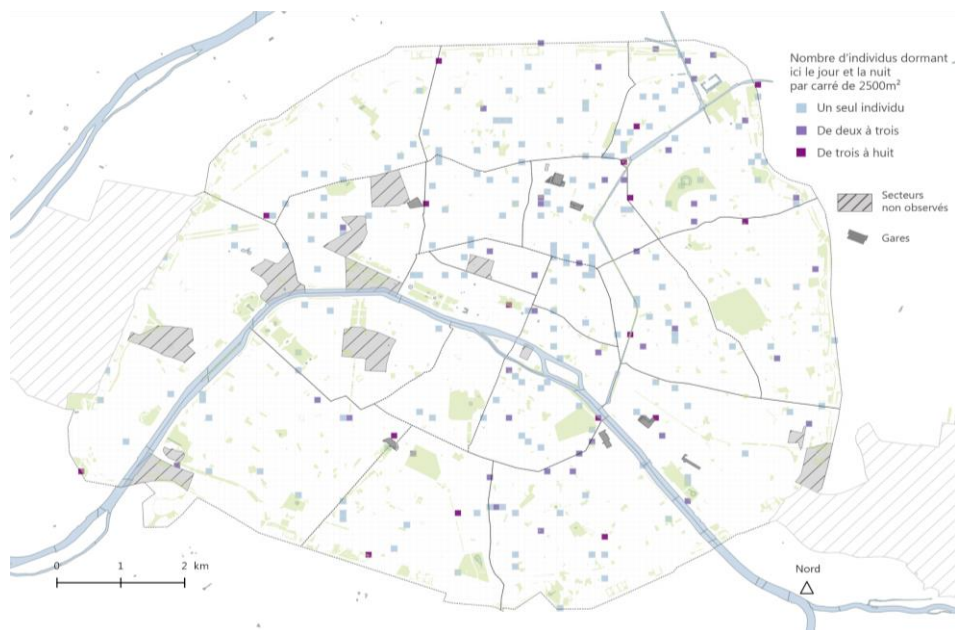 Nombre d'individus dormant
ici le jour et la nuit
par carré de 2500m²
Un seul individu
De deux à trois
De trois à huit
Secteurs
non observés
Gares
Nord
0 1 2 km